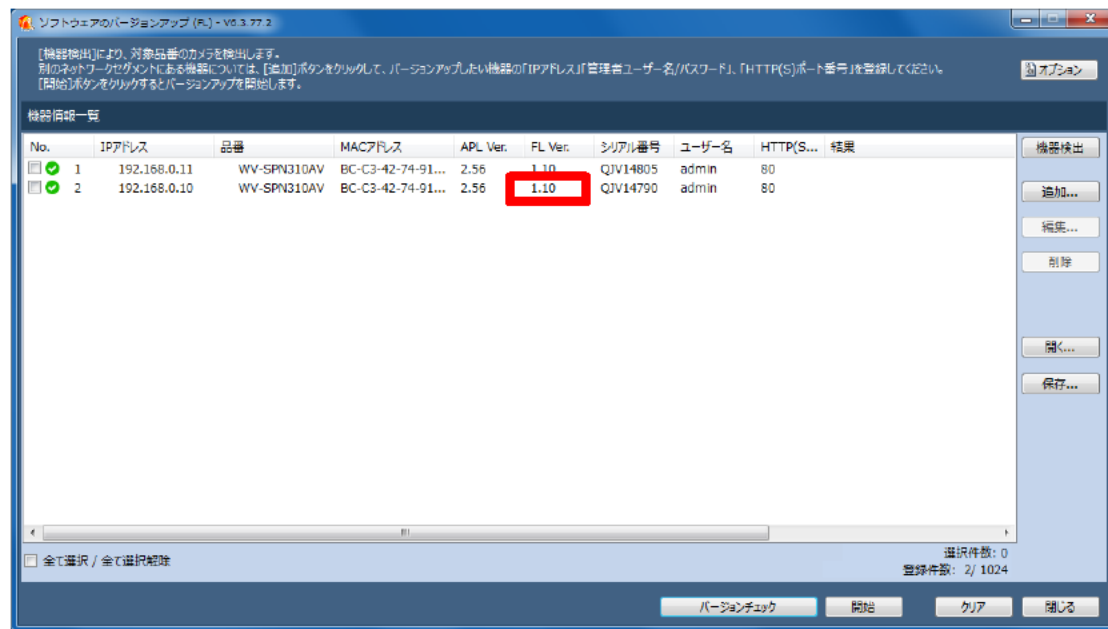 ソフトウェアのバージョンアップ (FL) - V6.3.77.2
[機器検出]により、対象品番のカメラを検出します。
別のネットワークセグメントにある機器については、[追加]ボタンをクリックして、バージョンアップしたい機器の「IPアドレス」「管理者ユーザー名/パスワード」、「HTTP(S)ポート番号」を登録してください。
[開始]ボタンをクリックするとバージョンアップを開始します。
オプション
機器情報一覧
No. IPアドレス 品番 MACアドレス APL Ver. FL Ver. シリアル番号 ユーザー名 HTTP(S... 結果
1 192.168.0.11 WV-SPN310AV BC-C3-42-74-91... 2.56 1.10 QJV14805 admin 80
2 192.168.0.10 WV-SPN310AV BC-C3-42-74-91... 2.56 1.10 QJV14790 admin 80
機器検出
追加...
編集...
削除
開く...
保存...
全て選択 / 全て選択解除
選択件数: 0
登録件数: 2/ 1024
バージョンチェック 開始 クリア 閉じる